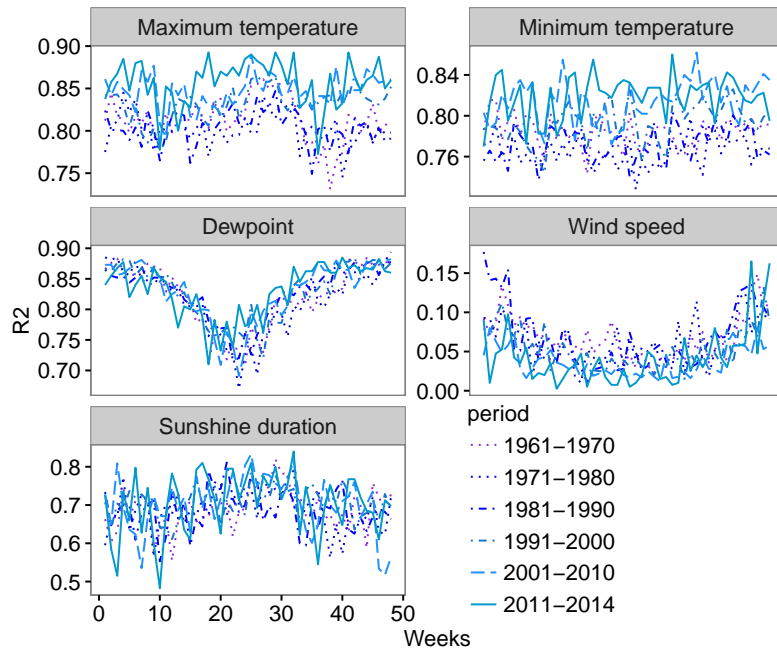 Maximum temperature
Minimum temperature
0.90
0.85
0.80
0.75
0.84
0.80
0.76
Dewpoint
Wind speed
0.90
0.85
0.80
0.75
0.70
0.15
0.10
0.05
0.00
R2
Sunshine duration
0.8
0.7
0.6
0.5
0 10 20 30 40 50
Weeks
period
1961−1970
1971−1980
1981−1990
1991−2000
2001−2010
2011−2014